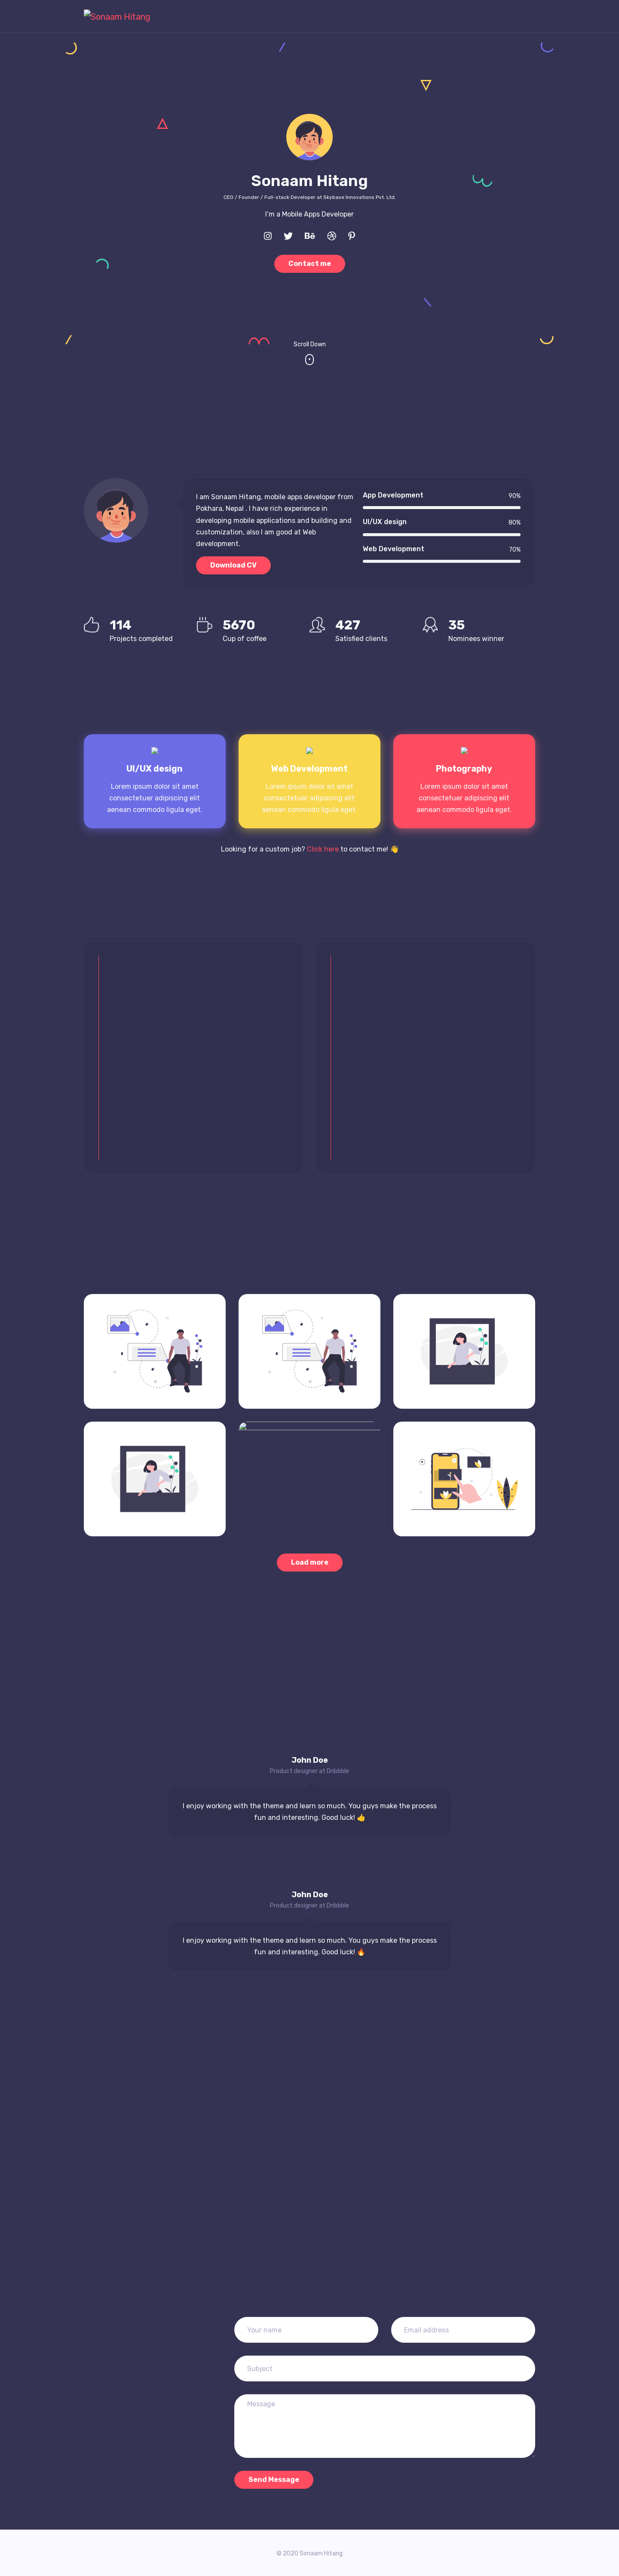 Sonaam Hitang
Sonaam Hitang
CEO / Founder / Full-stack Developer at Skybase Innovations Pvt. Ltd.
I'm a Mobile Apps Developer
Bē
Contact me
Scroll Down
I am Sonaam Hitang, mobile apps developer from
Pokhara, Nepal . I have rich experience in
developing mobile applications and building and
customization, also I am good at Web
development.
Download CV
App Development 90%
UI/UX design 80%
Web Development 70%
114
Projects completed
5670
Cup of coffee
427
Satisfied clients
35
Nominees winner
UI/UX design
Lorem ipsum dolor sit amet
consectetuer adipiscing elit
aenean commodo ligula eget.
Web Development
Lorem ipsum dolor sit amet
consectetuer adipiscing elit
aenean commodo ligula eget.
Photography
Lorem ipsum dolor sit amet
consectetuer adipiscing elit
aenean commodo ligula eget.
Looking for a custom job? Click here to contact me! 👋
Load more
John Doe
Product designer at Dribbble
I enjoy working with the theme and learn so much. You guys make the process
fun and interesting. Good luck! 👍
John Doe
Product designer at Dribbble
I enjoy working with the theme and learn so much. You guys make the process
fun and interesting. Good luck! 🔥
Your name
Email address
Subject
Message
Send Message
© 2020 Sonaam Hitang